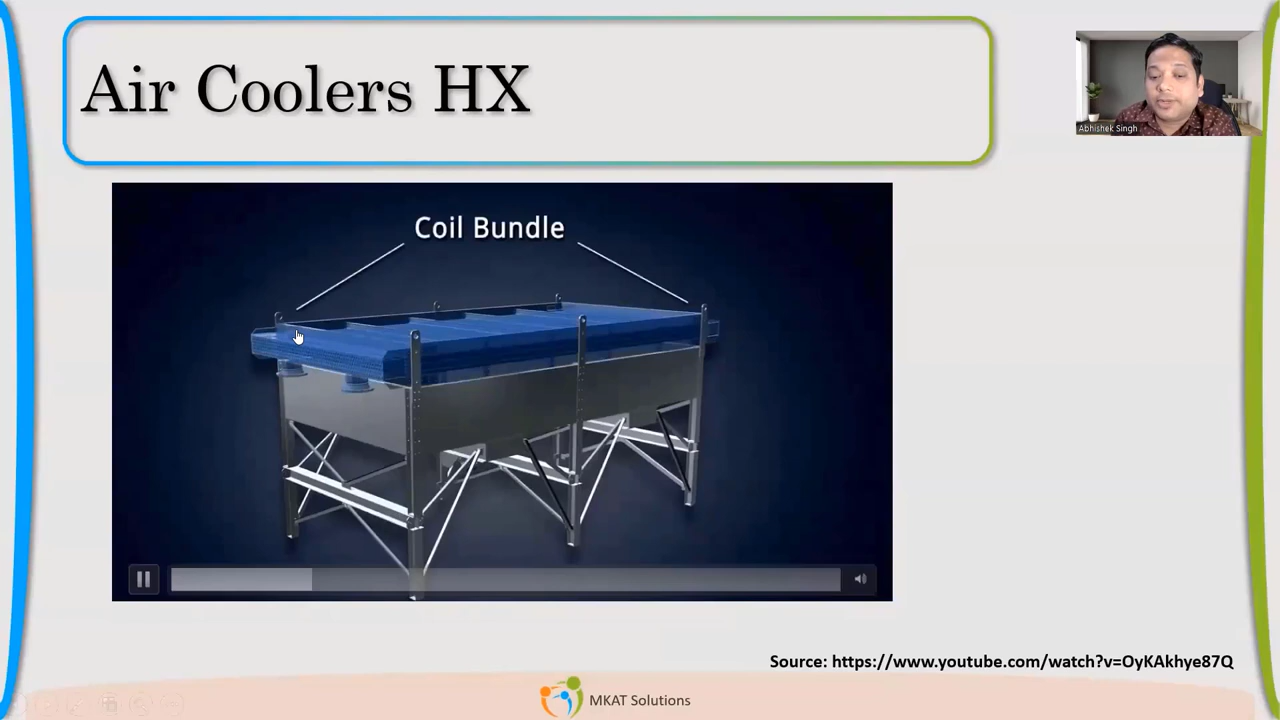 Air Coolers HX
Abhishek Singh
Coil Bundle
Source: https://www.youtube.com/watch?v=OyKAkhye87Q
MKAT Solutions